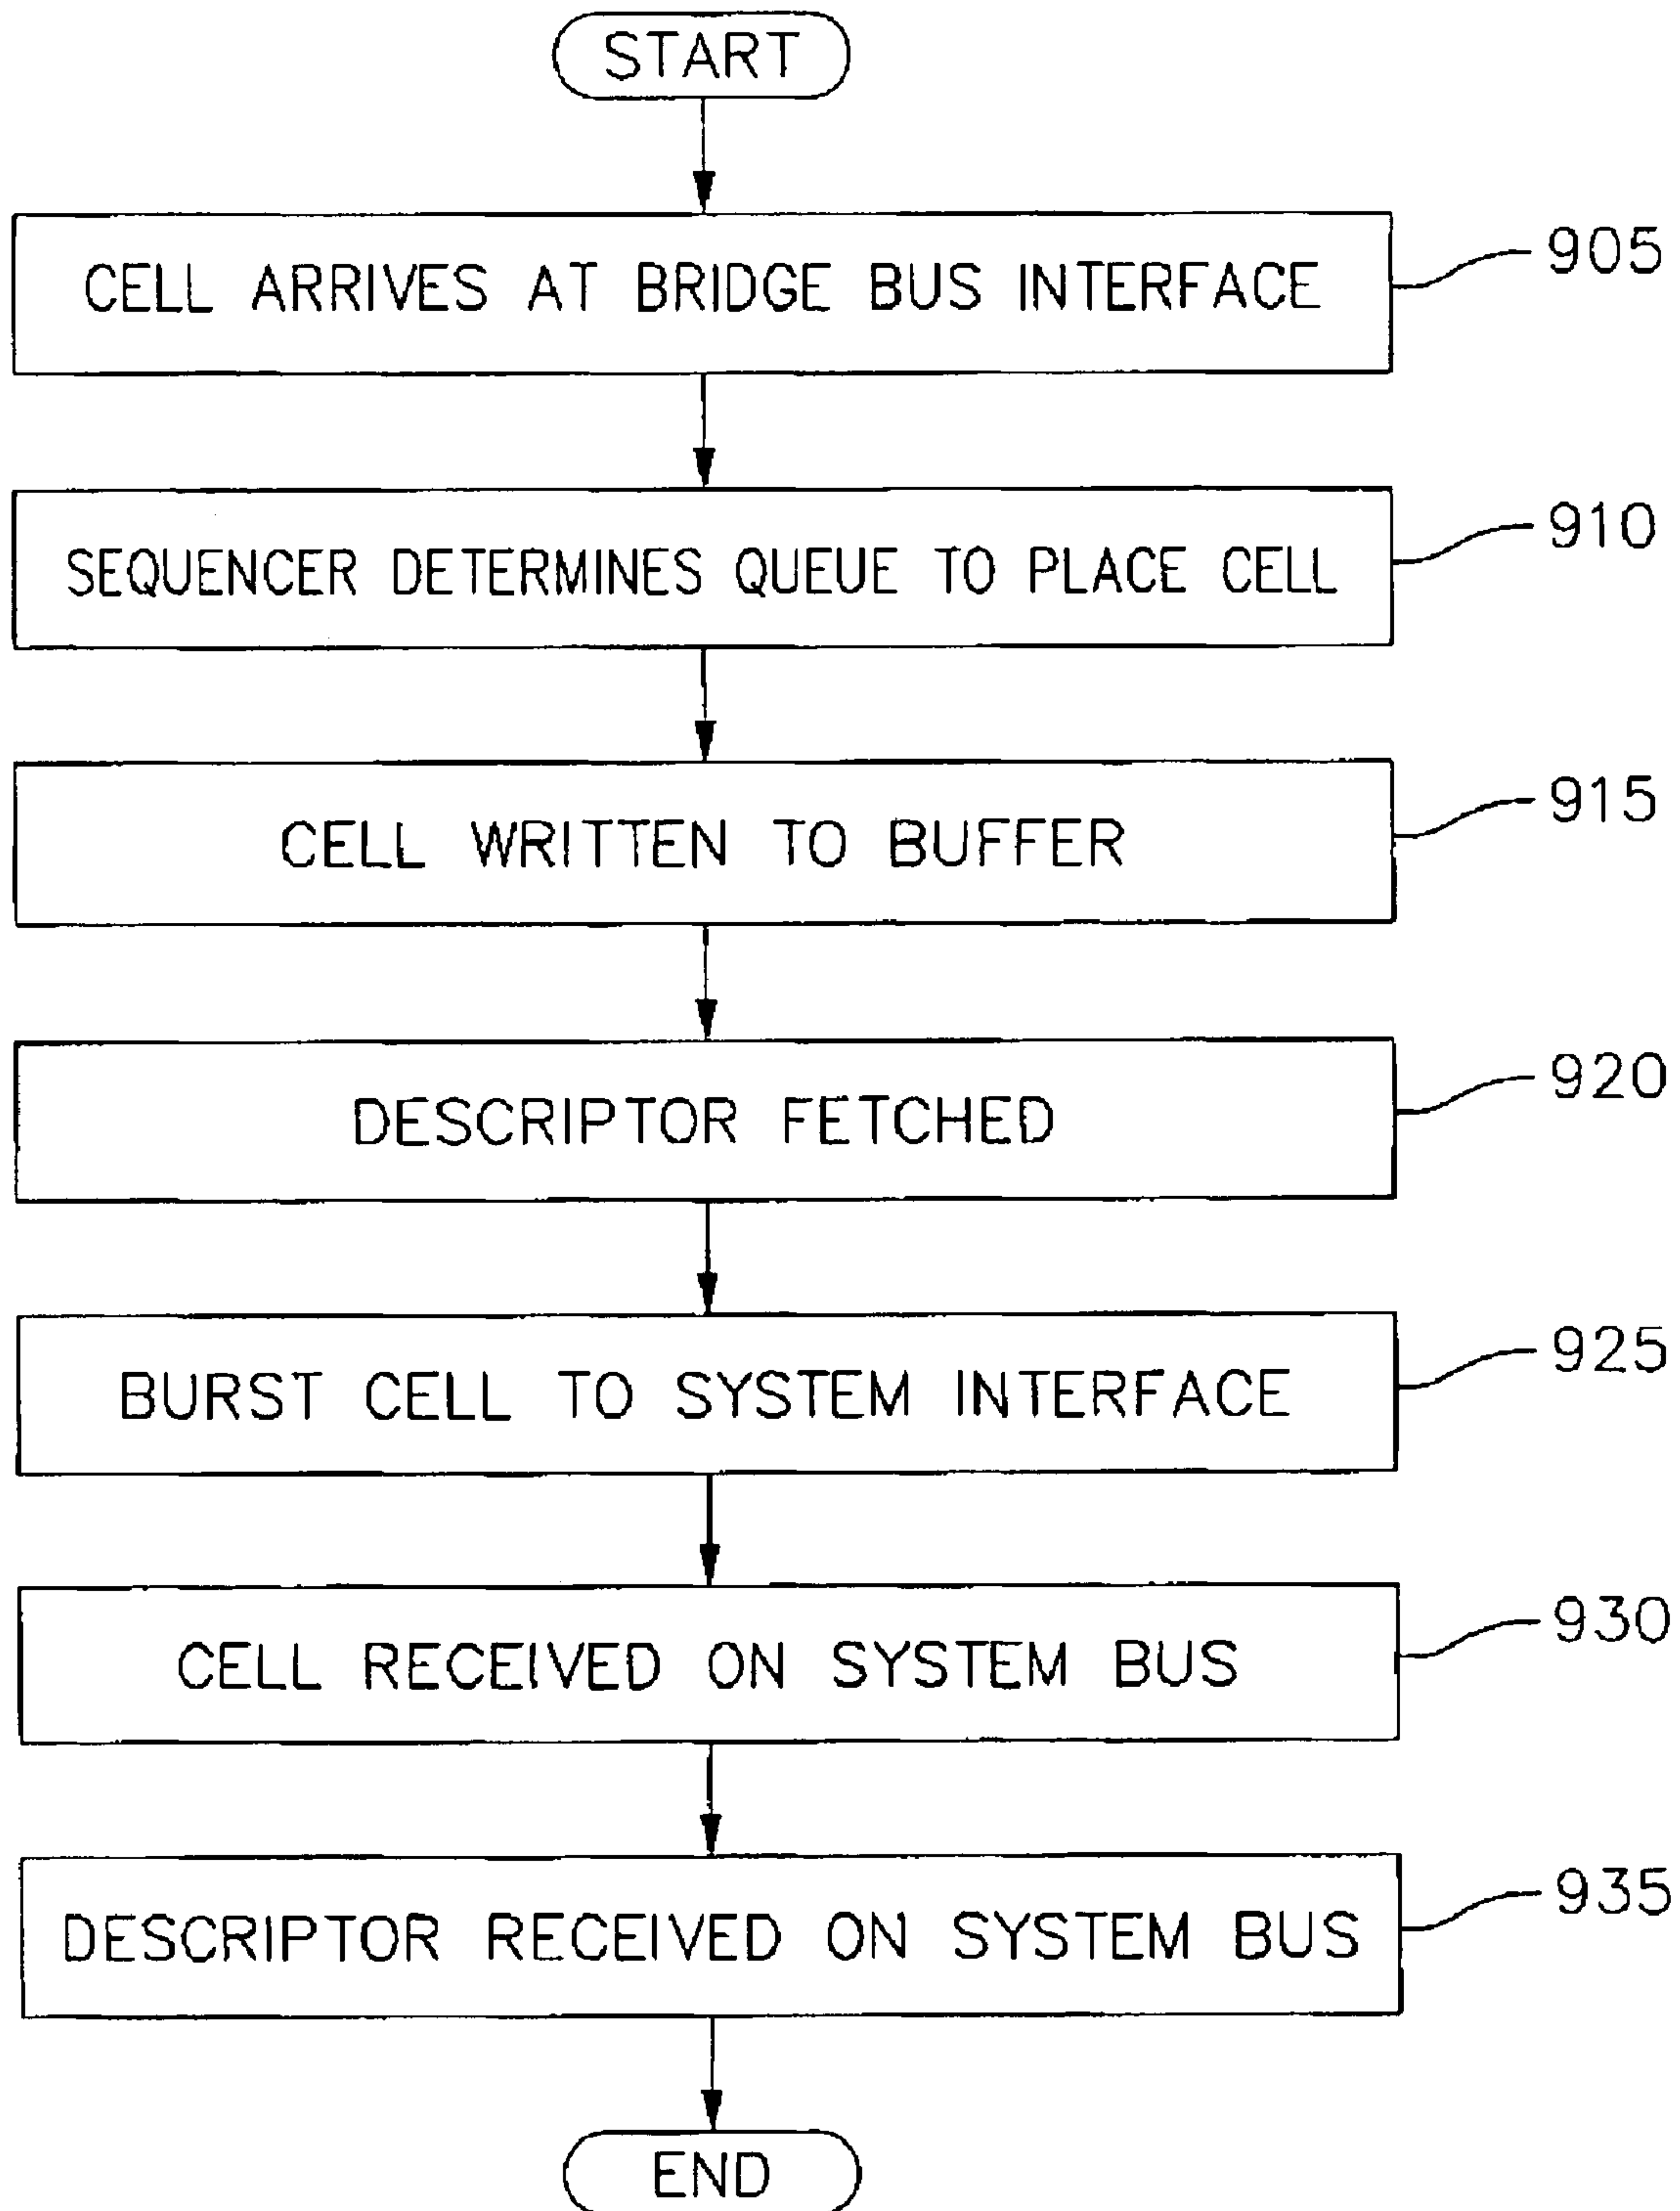 START
CELL ARRIVES AT BRIDGE BUS INTERFACE
905
SEQUENCER DETERMINES QUEUE TO PLACE CELL
910
CELL WRITTEN TO BUFFER
915
DESCRIPTOR FETCHED
920
BURST CELL TO SYSTEM INTERFACE
925
CELL RECEIVED ON SYSTEM BUS
930
DESCRIPTOR RECEIVED ON SYSTEM BUS
935
END